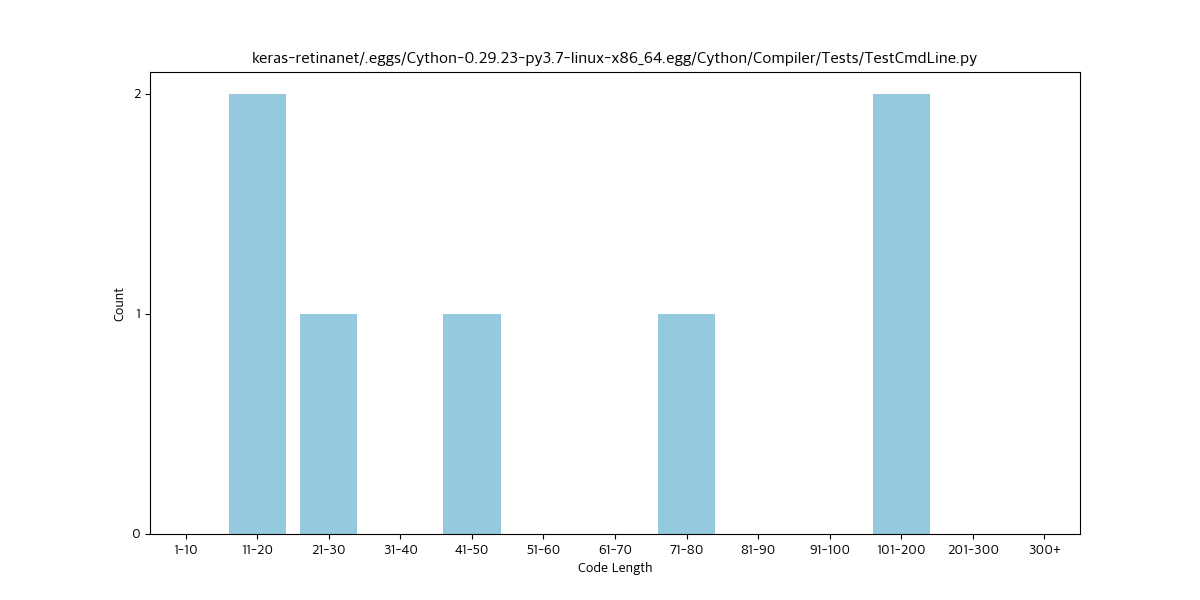 keras-retinanet/.eggs/Cython-0.29.23-py3.7-linux-x86_64.egg/Cython/Compiler/Tests/TestCmdLine.py
2
1
0
Count
1-10 11-20 21-30 31-40 41-50 51-60 61-70 71-80 81-90 91-100 101-200 201-300 300+
Code Length